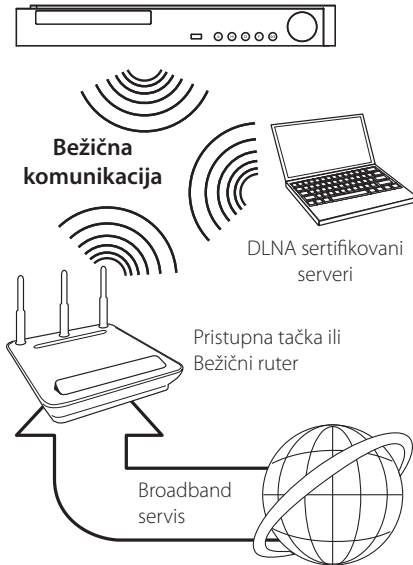 Bežična
komunikacija
DLNA sertifikovani
serveri
Pristupna tačka ili
Bežični ruter
Broadband
servis